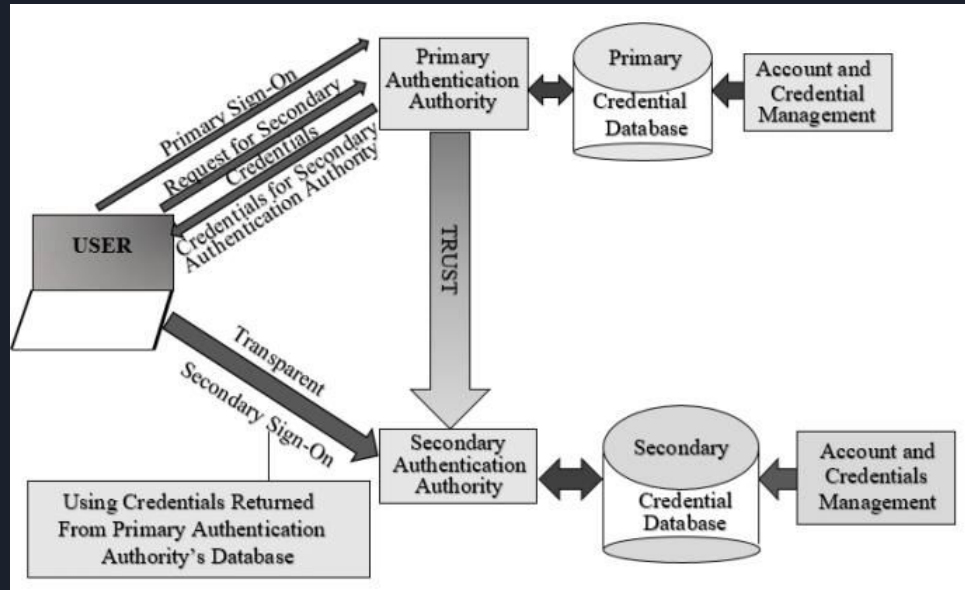 Primary
Authentication
Authority
Primary
Credential
Database
Account and
Credential
Management
Primary Sign-On
Request for Secondary
Credentials
Credentials for Secondary
Authentication Authority
USER
TRUST
Transparent
Secondary Sign-On
Using Credentials Returned
From Primary Authentication
Authority's Database
Secondary
Authentication
Authority
Secondary
Credential
Database
Account and
Credentials
Management